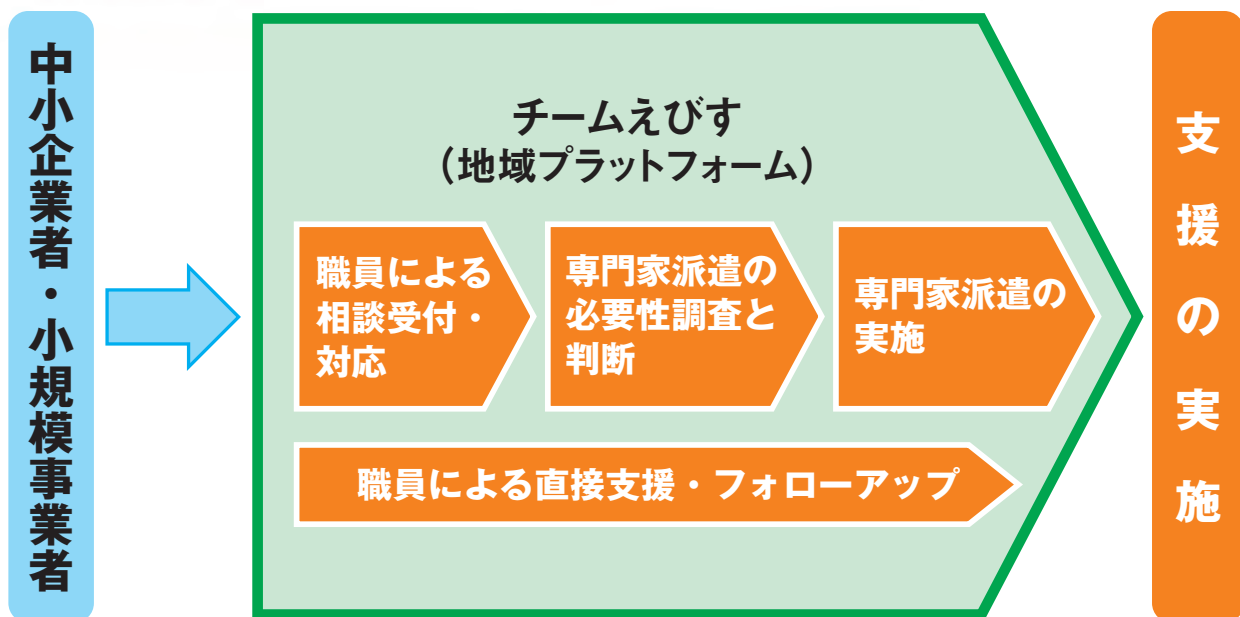 中小企業者・小規模事業者
チームえびす
（地域プラットフォーム）
職員による
相談受付・
対応
専門家派遣の
必要性調査と
判断
専門家派遣の
実施
職員による直接支援・フォローアップ
支援の実施